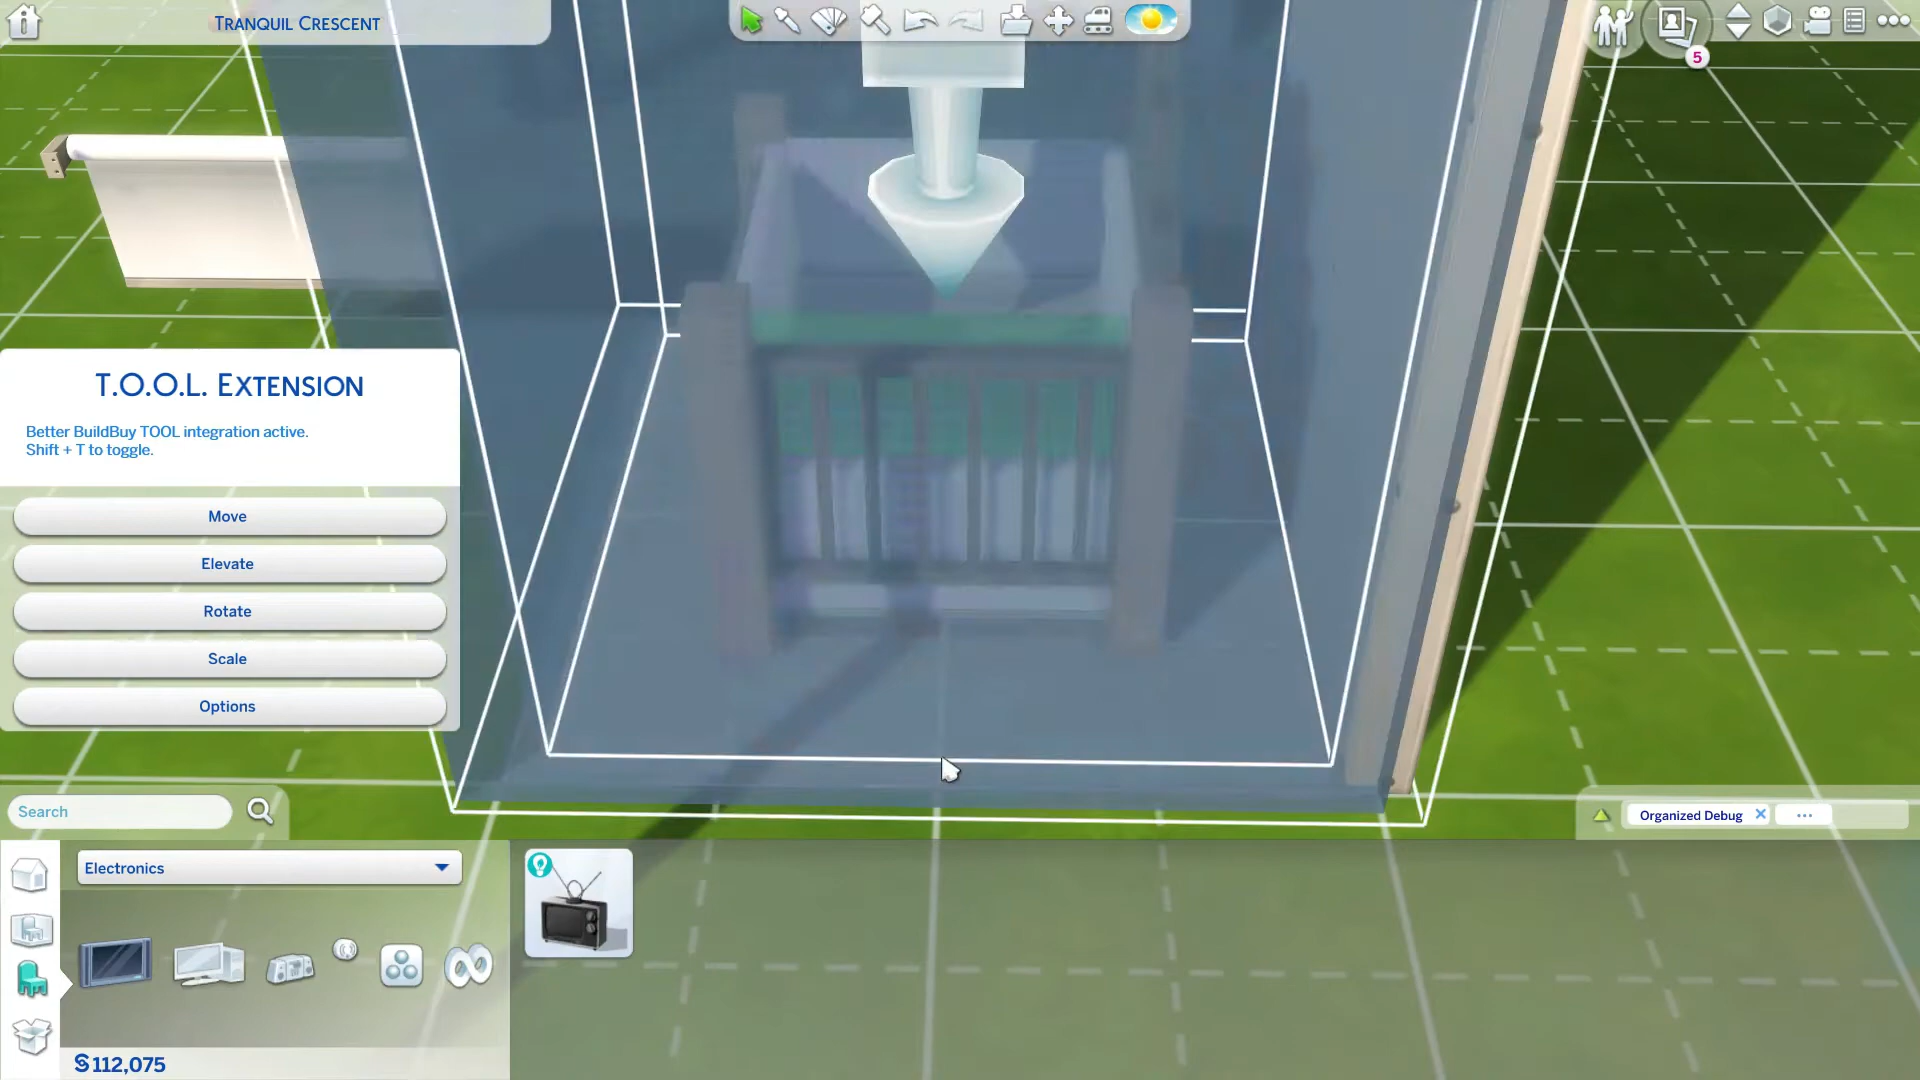 TRANQUIL CRESCENT
5
T.O.O.L. EXTENSION
Better BuildBuy TOOL integration active.
Shift + T to toggle.
Move
Elevate
Rotate
Scale
Options
Search
Organized Debug
Electronics
§112,075